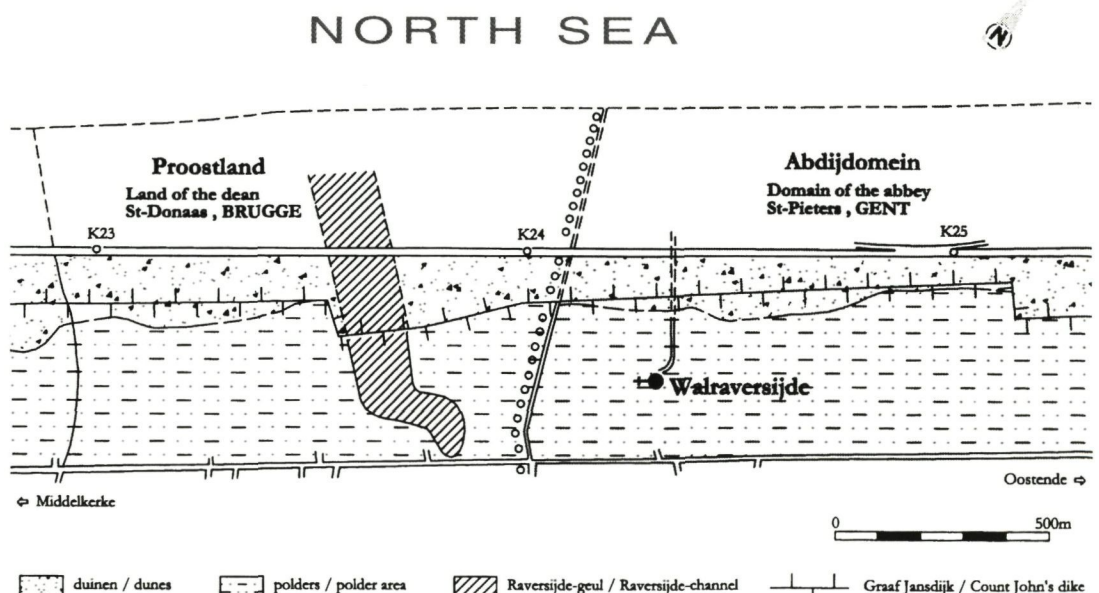 NORTH SEA
N
Proostland
Land of the dean
St-Donaas , BRUGGE
Abdijdomein
Domain of the abbey
St-Pieters , GENT
K23
K24
K25
Walraversijde
Oostende ⇨
⇦ Middelkerke
0 500m
duinen / dunes
polders / polder area
Raversijde-geul / Raversijde-channel
Graaf Jansdijk / Count John's dike